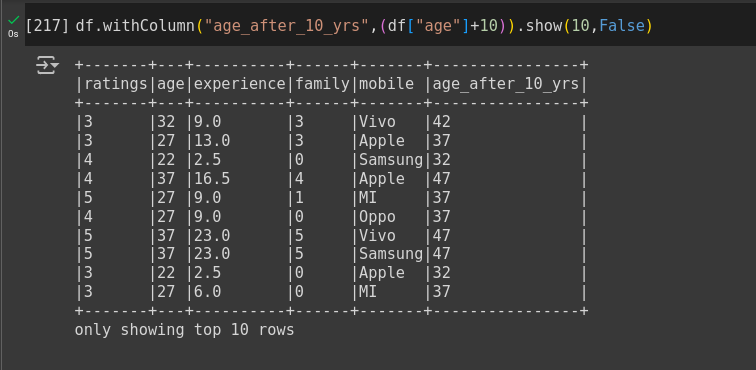 [217] df.withColumn("age_after_10_yrs",(df["age"]+10)).show(10,False)
0s
+-------+---+----------+------+-------+----------------+
|ratings|age|experience|family|mobile |age_after_10_yrs|
+-------+---+----------+------+-------+----------------+
|3      |32 |9.0       |3     |Vivo   |42              |
|3      |27 |13.0      |3     |Apple  |37              |
|4      |22 |2.5       |0     |Samsung|32              |
|4      |37 |16.5      |4     |Apple  |47              |
|5      |27 |9.0       |1     |MI     |37              |
|4      |27 |9.0       |0     |Oppo   |37              |
|5      |37 |23.0      |5     |Vivo   |47              |
|5      |37 |23.0      |5     |Samsung|47              |
|3      |22 |2.5       |0     |Apple  |32              |
|3      |27 |6.0       |0     |MI     |37              |
+-------+---+----------+------+-------+----------------+
only showing top 10 rows